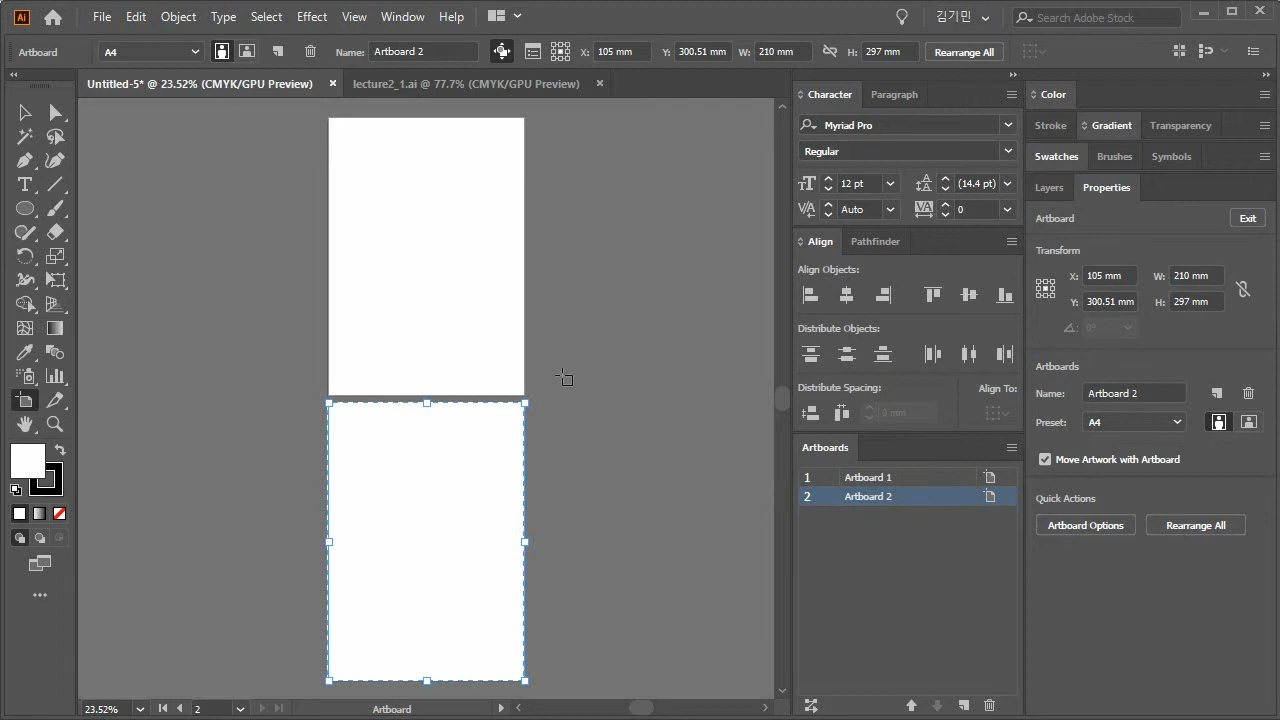 Ai File Edit Object Type Select Effect View Window Help 김기민 Search Adobe Stock
Artboard A4 Name: Artboard 2 X: 105 mm Y: 300.51 mm W: 210 mm H: 297 mm Rearrange All
Untitled-5* @ 23.52% (CMYK/GPU Preview) × lecture2_1.ai @ 77.7% (CMYK/GPU Preview) ×
Character Paragraph
Myriad Pro
Regular
12 pt (14.4 pt)
Auto 0
Align Pathfinder
Align Objects:
Distribute Objects:
Distribute Spacing: Align To:
0 mm
Artboards
1 Artboard 1
2 Artboard 2
Color
Stroke Gradient Transparency
Swatches Brushes Symbols
Layers Properties
Artboard Exit
Transform
X: 105 mm W: 210 mm
Y: 300.51 mm H: 297 mm
0°
Artboards
Name: Artboard 2
Preset: A4
Move Artwork with Artboard
Quick Actions
Artboard Options Rearrange All
23.52% 2 Artboard